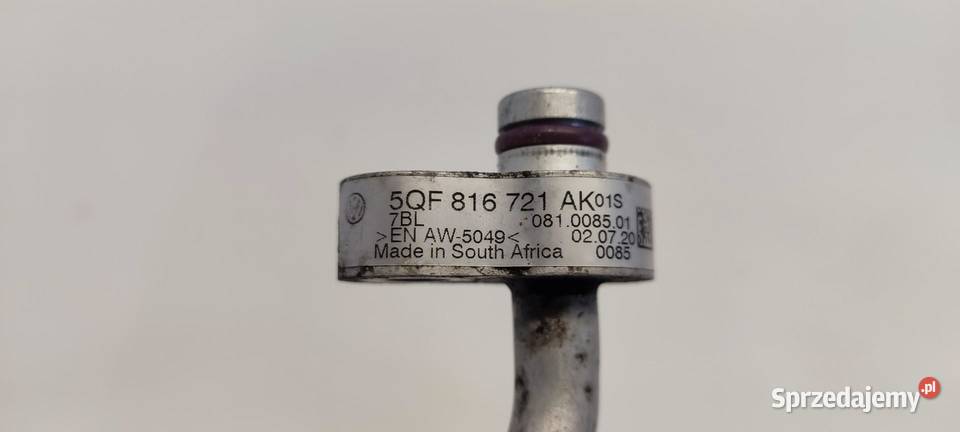 5QF 816 721 AK01S
7BL 081.0085.01
>EN AW-5049< 02.07.20
Made in South Africa 0085
Sprzedajemy.pl